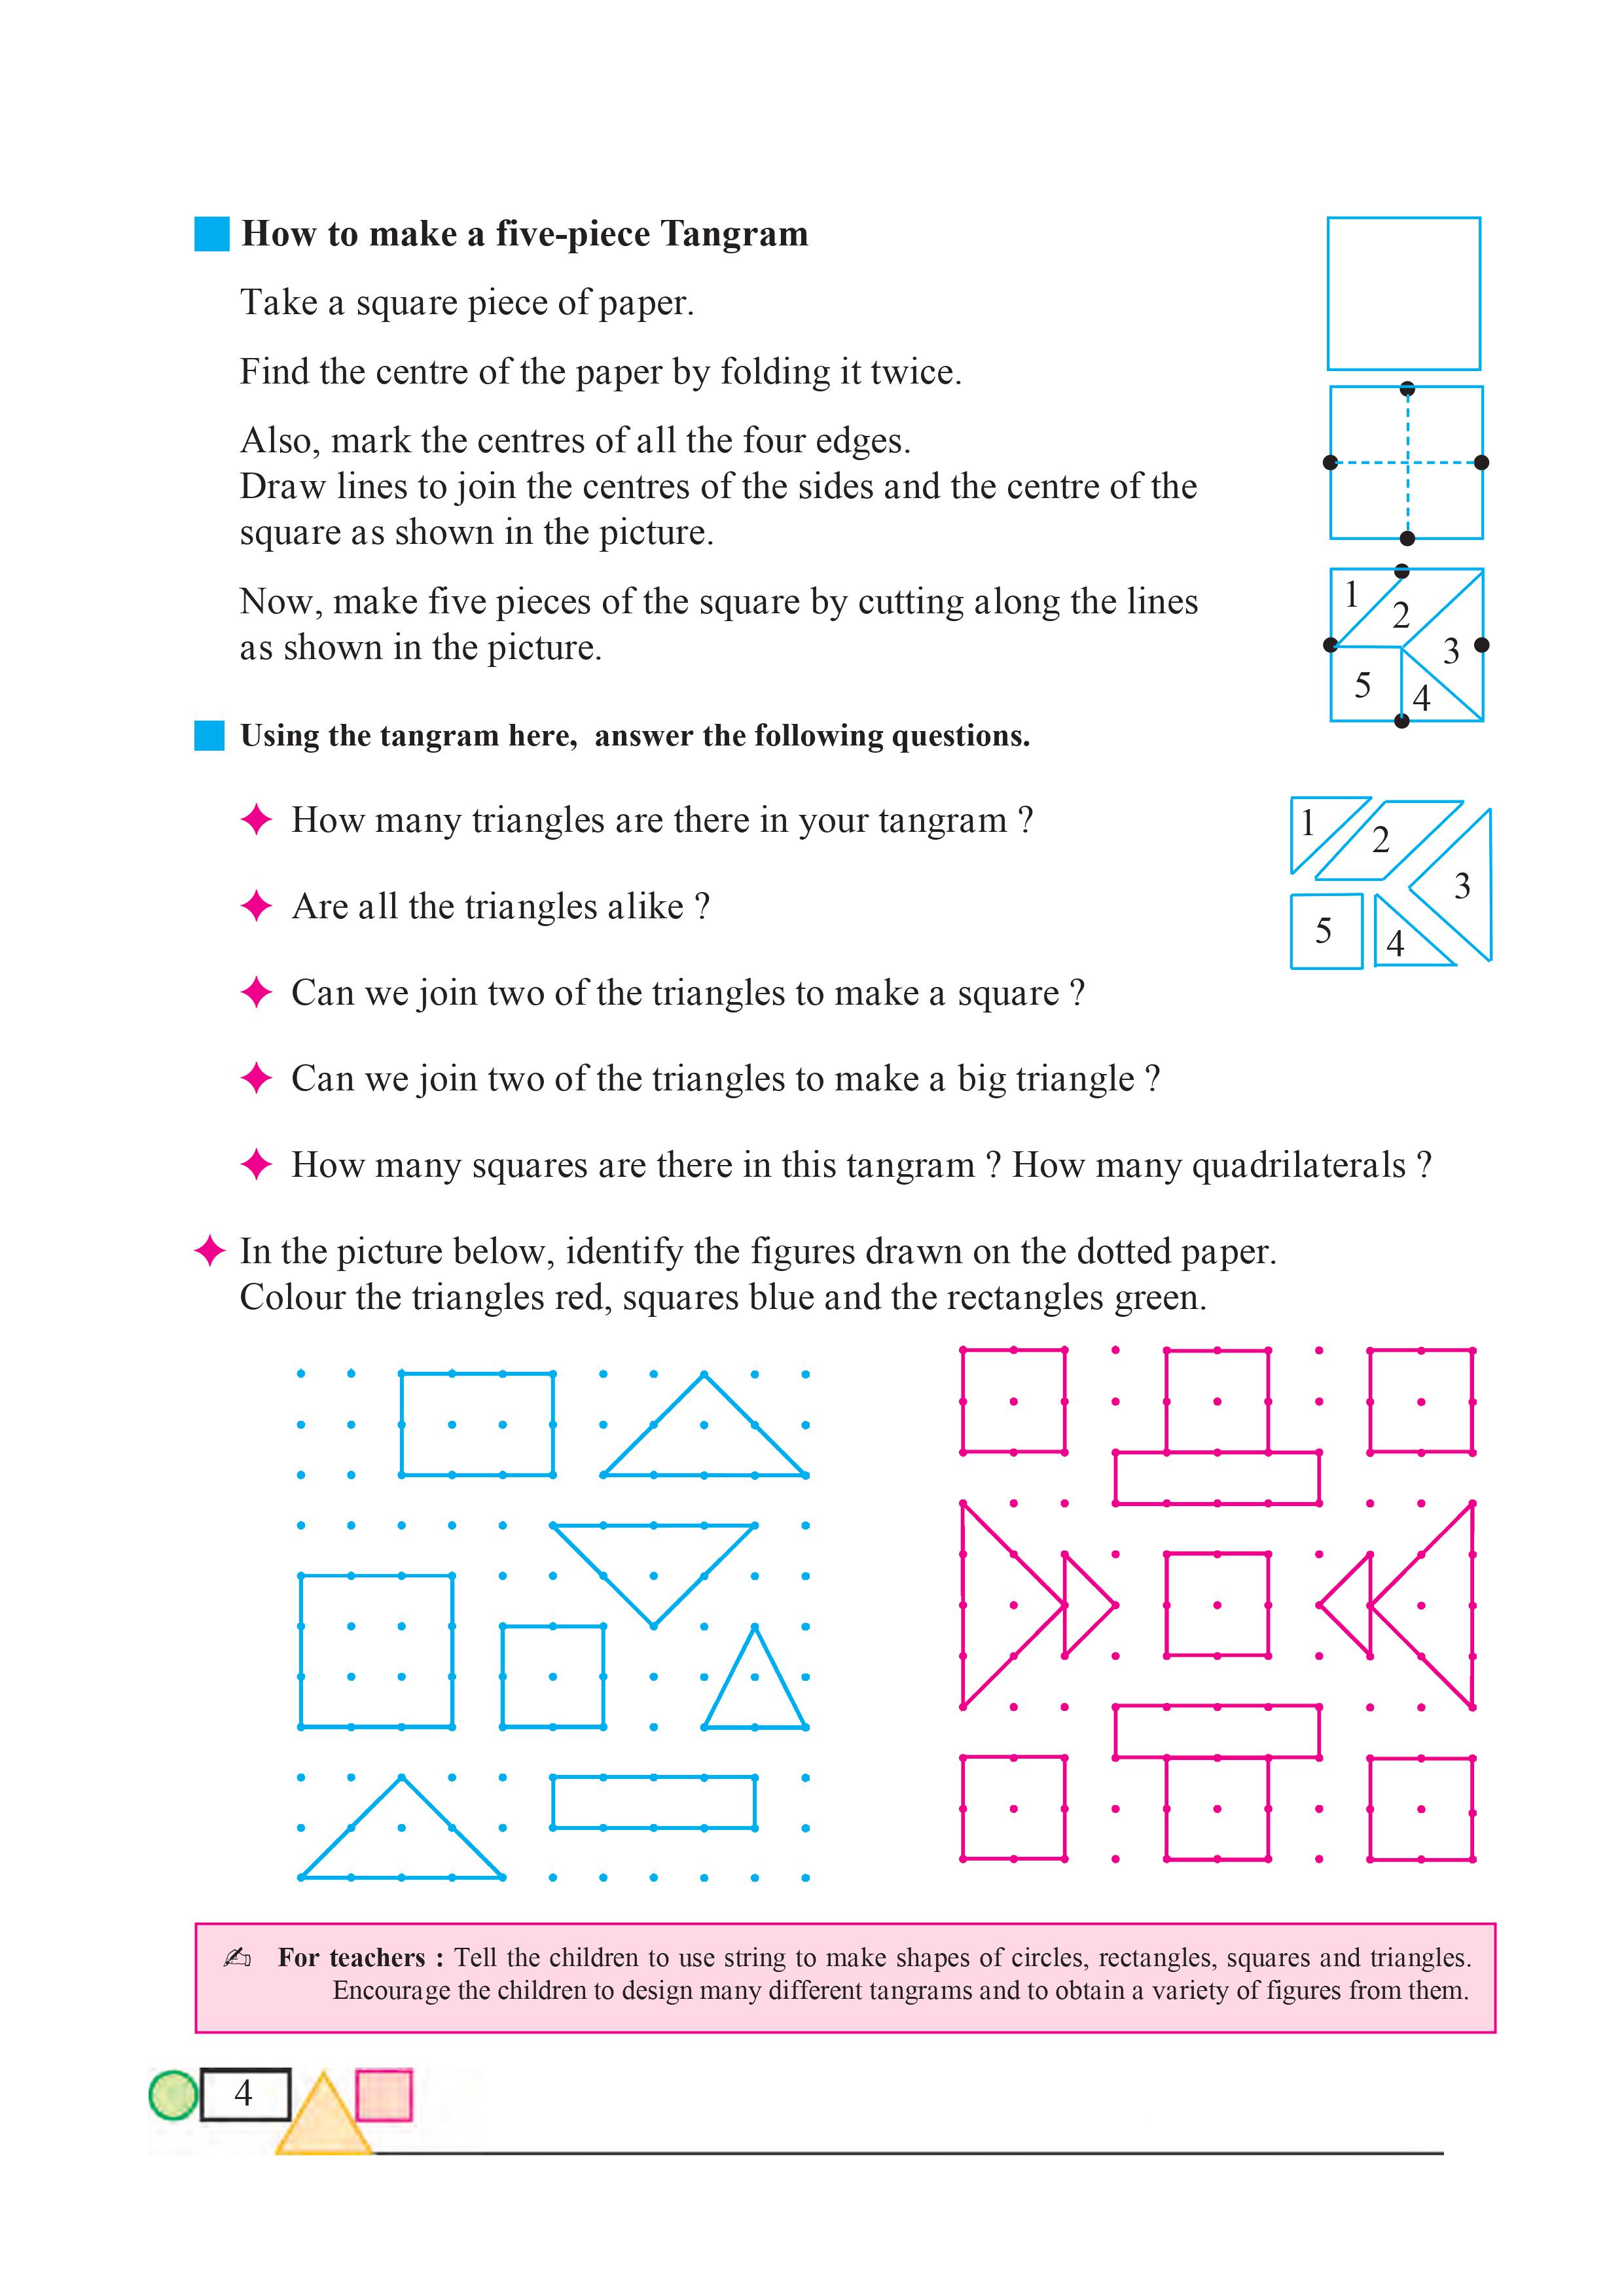 How to make a five-piece Tangram
Take a square piece of paper.
Find the centre of the paper by folding it twice.
Also, mark the centres of all the four edges.
Draw lines to join the centres of the sides and the centre of the
square as shown in the picture.
Now, make five pieces of the square by cutting along the lines
as shown in the picture.
1
2
3
5
4
Using the tangram here, answer the following questions.
How many triangles are there in your tangram ?
Are all the triangles alike ?
Can we join two of the triangles to make a square ?
Can we join two of the triangles to make a big triangle ?
How many squares are there in this tangram ? How many quadrilaterals ?
1
2
3
5
4
In the picture below, identify the figures drawn on the dotted paper.
Colour the triangles red, squares blue and the rectangles green.
For teachers : Tell the children to use string to make shapes of circles, rectangles, squares and triangles.
Encourage the children to design many different tangrams and to obtain a variety of figures from them.
4